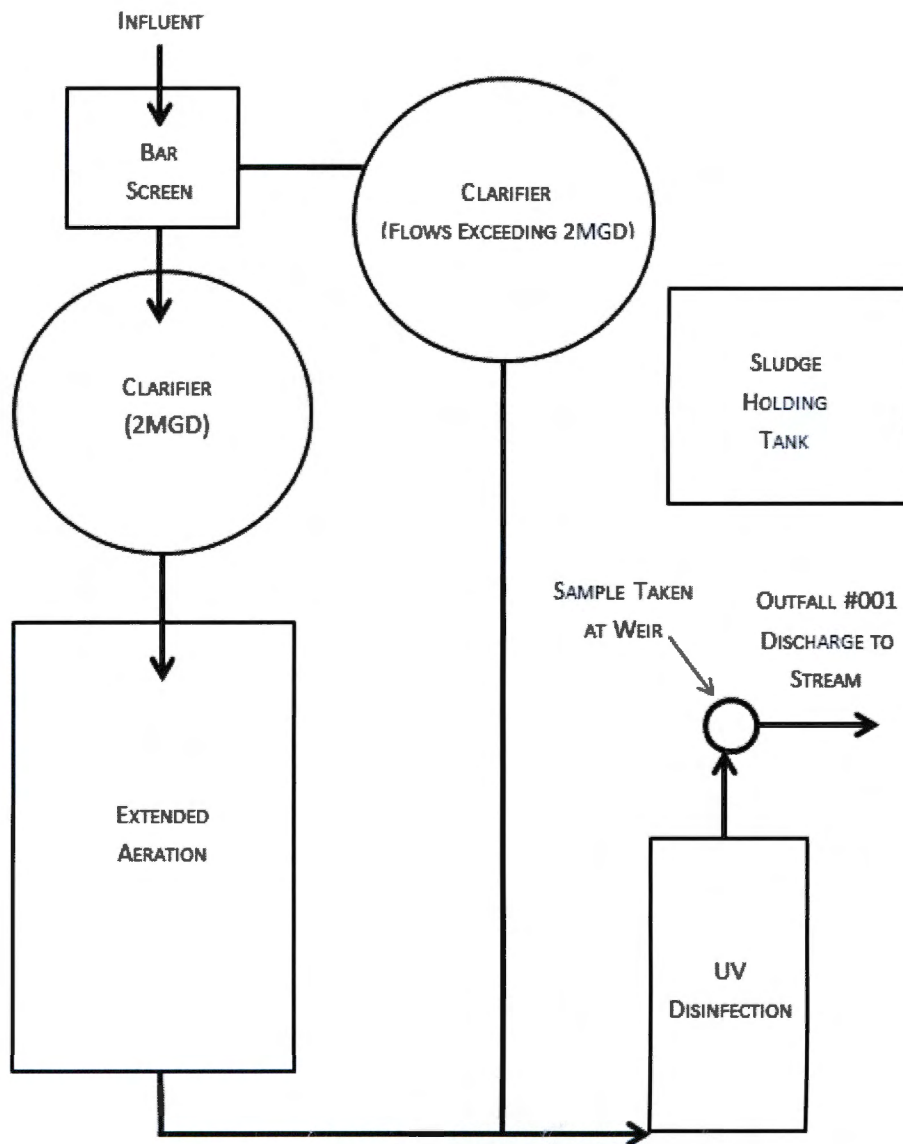 INFLUENT
BAR
SCREEN
CLARIFIER
(FLOWS EXCEEDING 2MGD)
CLARIFIER
(2MGD)
SLUDGE
HOLDING
TANK
SAMPLE TAKEN
AT WEIR
OUTFALL #001
DISCHARGE TO
STREAM
EXTENDED
AERATION
UV
DISINFECTION